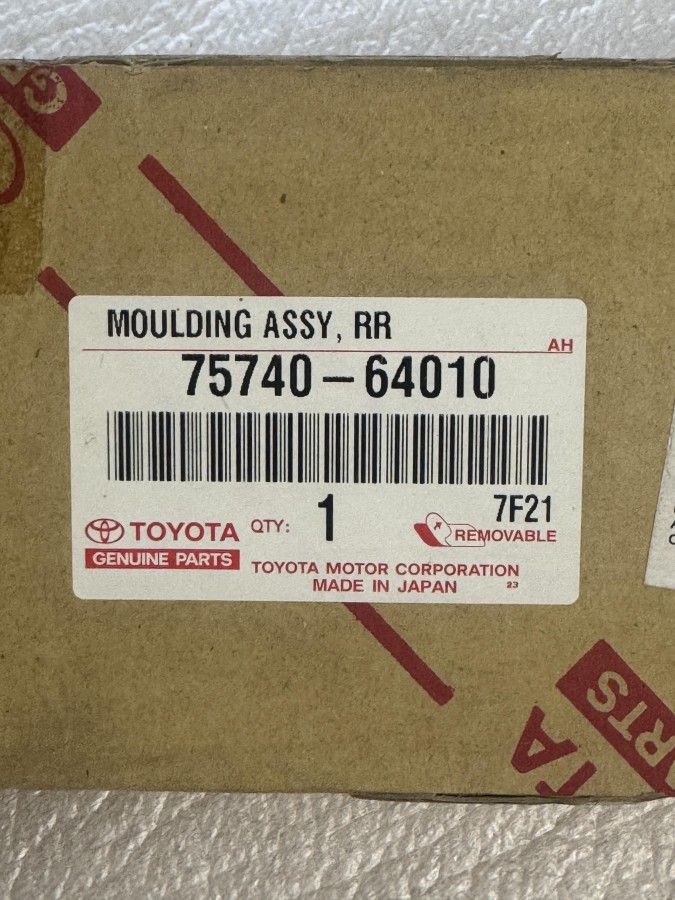 MOULDING ASSY, RR
AH
75740-64010
TOYOTA QTY: 1 7F21
REMOVABLE
GENUINE PARTS
TOYOTA MOTOR CORPORATION
MADE IN JAPAN 23
TA
RTS